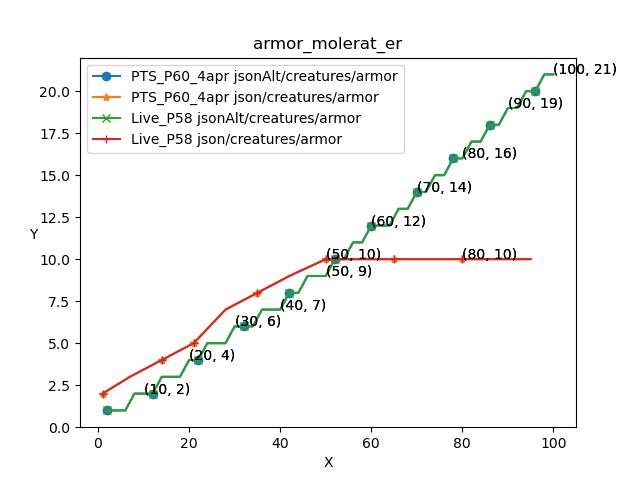 armor_molerat_er
PTS_P60_4apr jsonAlt/creatures/armor
PTS_P60_4apr json/creatures/armor
Live_P58 jsonAlt/creatures/armor
Live_P58 json/creatures/armor
(100, 21)
(90, 19)
(80, 16)
(70, 14)
(60, 12)
(50, 10)
(80, 10)
(50, 9)
(40, 7)
(30, 6)
(20, 4)
(10, 2)
20.0
17.5
15.0
12.5
10.0
7.5
5.0
2.5
0.0
Y
0 20 40 60 80 100
X